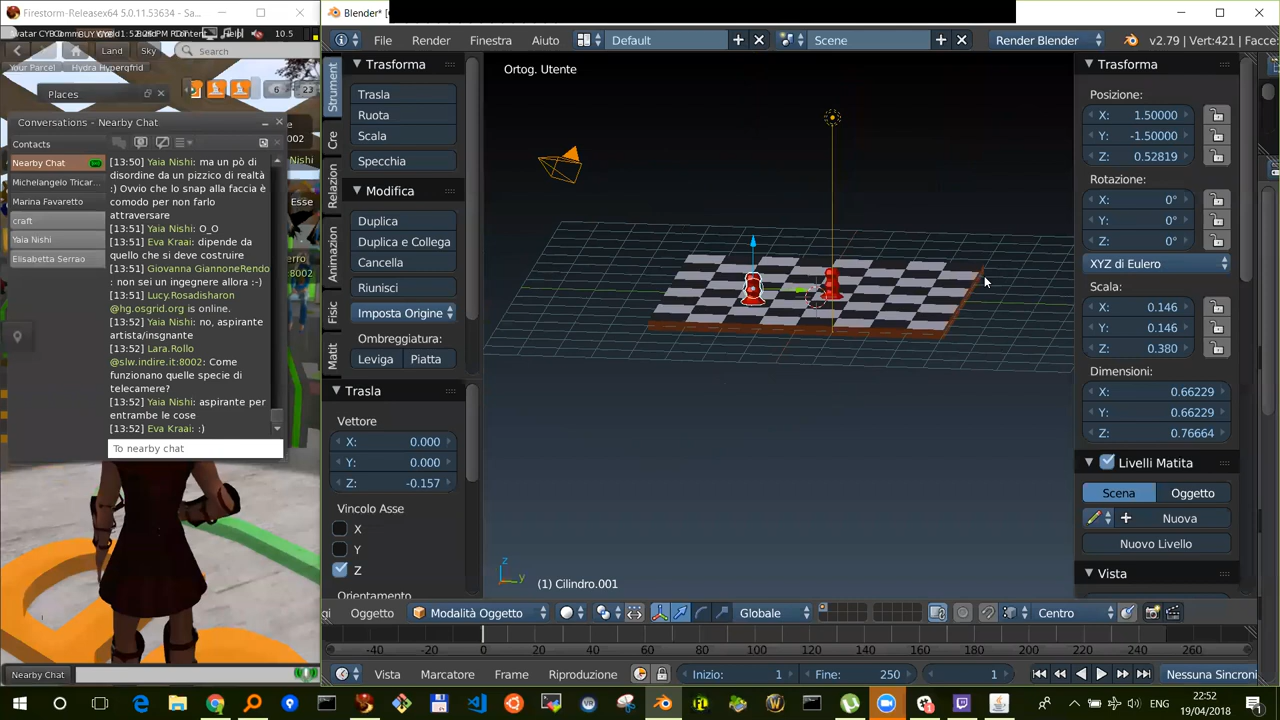 Firestorm-Releasex64 5.0.11.53634 - Sa...
10.5
Land
Sky
Search
Your Parcel
Hydra Hypergrid
Places
6
23
Conversations - Nearby Chat
Contacts
Nearby Chat
Michelangelo Tricar...
Marina Favaretto
craft
Yaia Nishi
Elisabetta Serrao
[13:50] Yaia Nishi: ma un pò di
disordine da un pizzico di realtà
:) Ovvio che lo snap alla faccia è
comodo per non farlo
attraversare
[13:51] Yaia Nishi: O_O
[13:51] Eva Kraai: dipende da
quello che si deve costruire
[13:51] Giovanna GiannoneRendo
: non sei un ingegnere allora :-)
[13:51] Lucy.Rosadisharon
@hg.osgrid.org is online.
[13:52] Yaia Nishi: no, aspirante
artista/insgnante
[13:52] Lara.Rollo
@slw.indire.it:8002: Come
funzionano quelle specie di
telecamere?
[13:52] Yaia Nishi: aspirante per
entrambe le cose
[13:52] Eva Kraai: :)
To nearby chat
002
Nishi
Esse
:8002
Nearby Chat
Blender*
File
Render
Finestra
Aiuto
Default
Scene
Render Blender
v2.79 | Vert:421 | Facce:
Strument
Cre
Relazion
Animazion
Fisic
Matit
Trasforma
Trasla
Ruota
Scala
Specchia
Modifica
Duplica
Duplica e Collega
Cancella
Riunisci
Imposta Origine
Ombreggiatura:
Leviga
Piatta
Trasla
Vettore
X: 0.000
Y: 0.000
Z: -0.157
Vincolo Asse
X
Y
Z
Orientamento
Ortog. Utente
z
y
(1) Cilindro.001
Trasforma
Posizione:
X: 1.50000
Y: -1.50000
Z: 0.52819
Rotazione:
X: 0°
Y: 0°
Z: 0°
XYZ di Eulero
Scala:
X: 0.146
Y: 0.146
Z: 0.380
Dimensioni:
X: 0.66229
Y: 0.66229
Z: 0.76664
Livelli Matita
Scena
Oggetto
Nuova
Nuovo Livello
Vista
gi
Oggetto
Modalità Oggetto
Globale
Centro
-40
-20
0
20
40
60
80
100
120
140
160
180
200
220
240
260
Vista
Marcatore
Frame
Riproduzione
Inizio: 1
Fine: 250
1
Nessuna Sincroni
ENG
22:52
19/04/2018